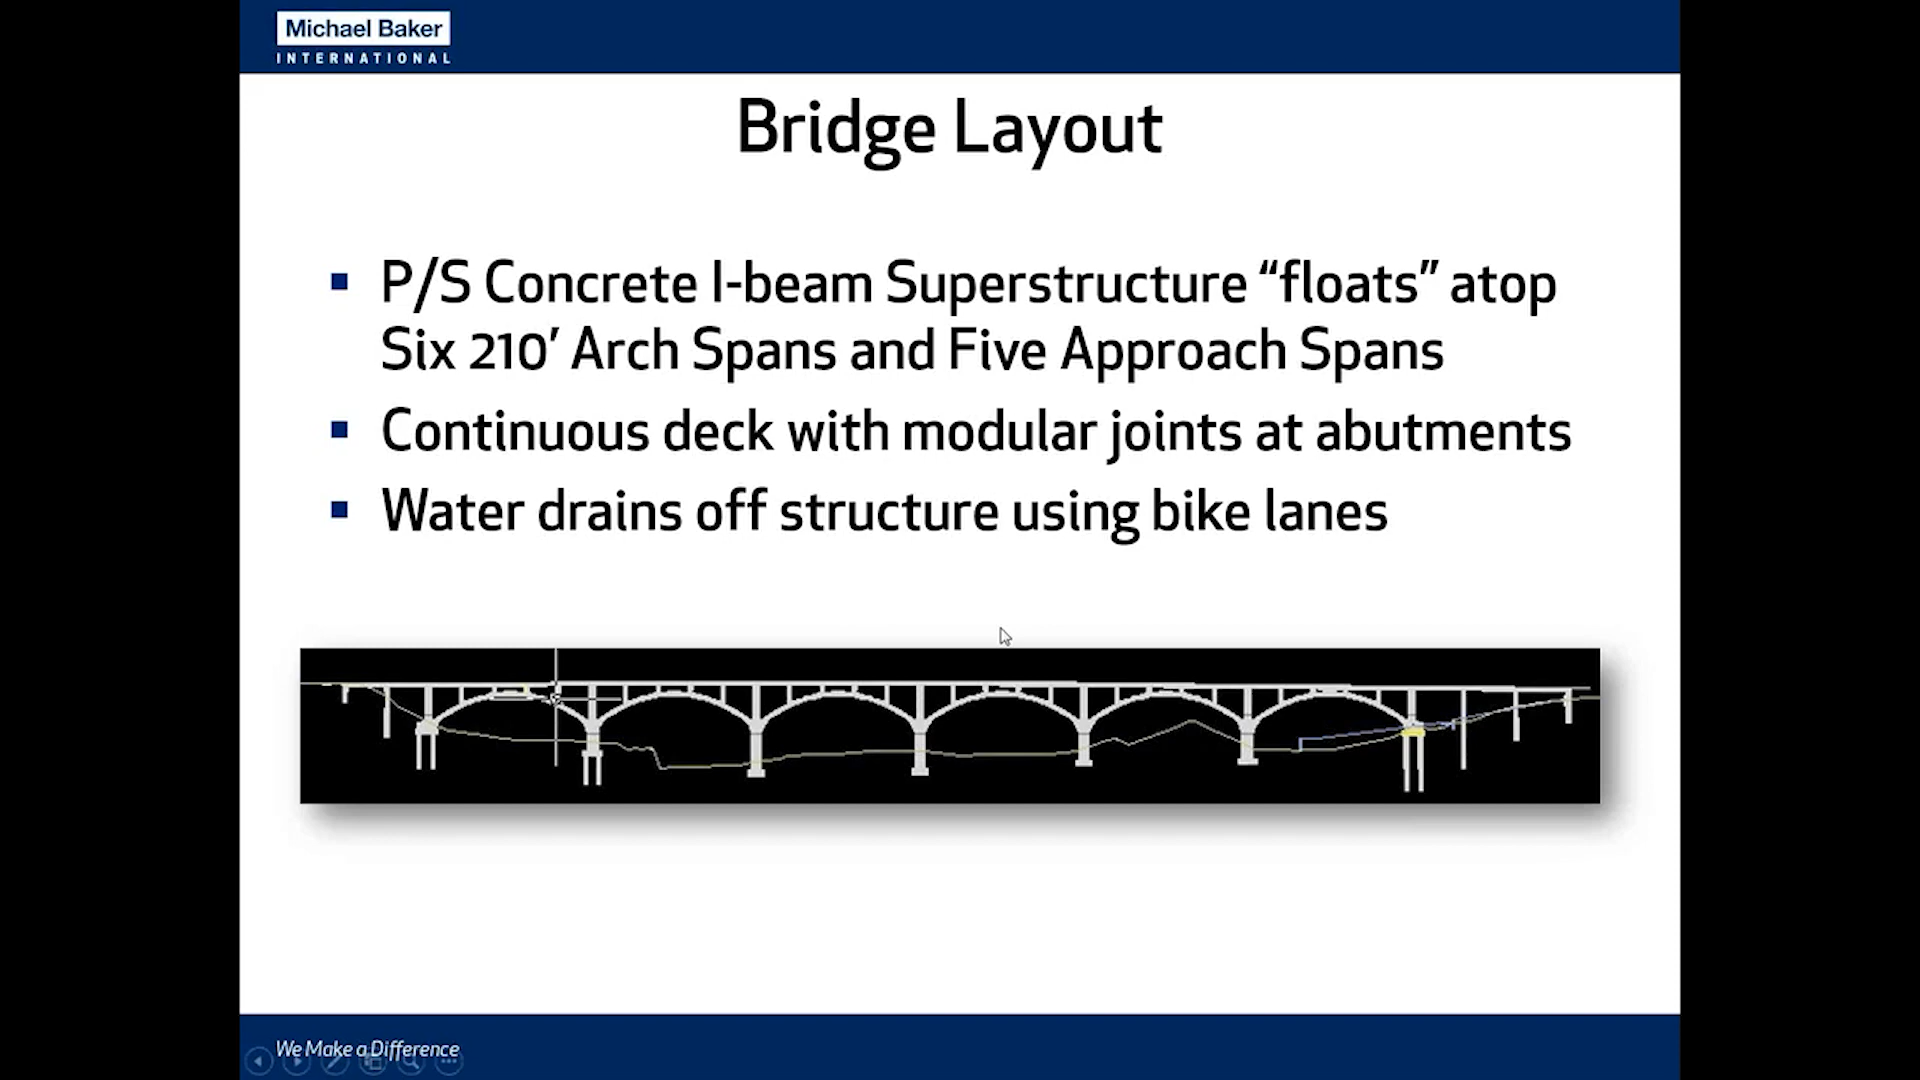 Michael Baker
INTERNATIONAL
Bridge Layout
P/S Concrete I-beam Superstructure “floats” atop
Six 210’ Arch Spans and Five Approach Spans
Continuous deck with modular joints at abutments
Water drains off structure using bike lanes
We Make a Difference